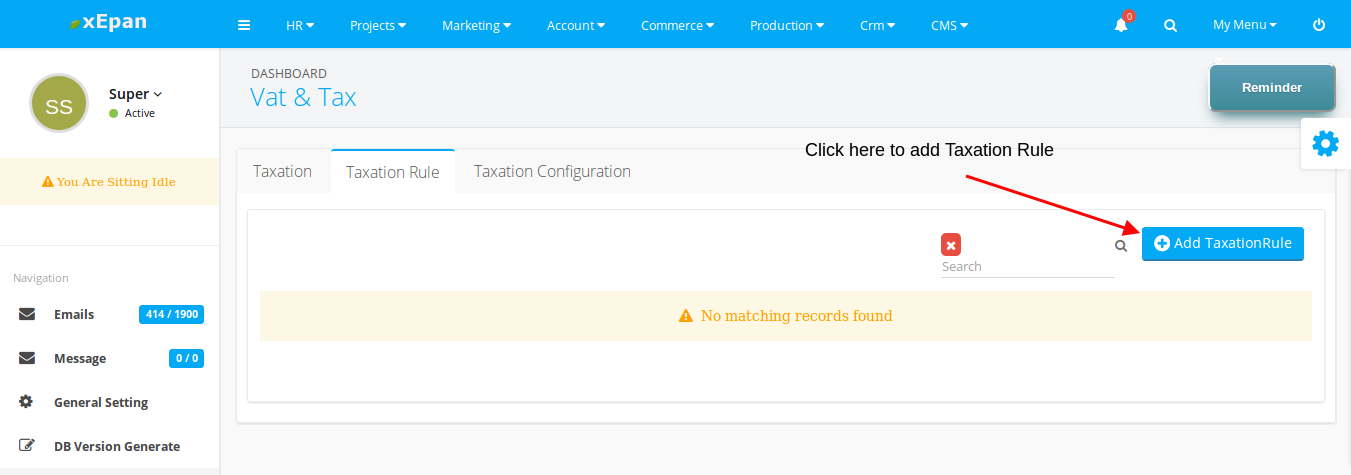 xEpan
HR
Projects
Marketing
Account
Commerce
Production
Crm
CMS
0
My Menu
SS
Super
Active
DASHBOARD
Vat & Tax
Reminder
You Are Sitting Idle
Click here to add Taxation Rule
Taxation
Taxation Rule
Taxation Configuration
Add TaxationRule
Search
No matching records found
Navigation
Emails
414 / 1900
Message
0 / 0
General Setting
DB Version Generate